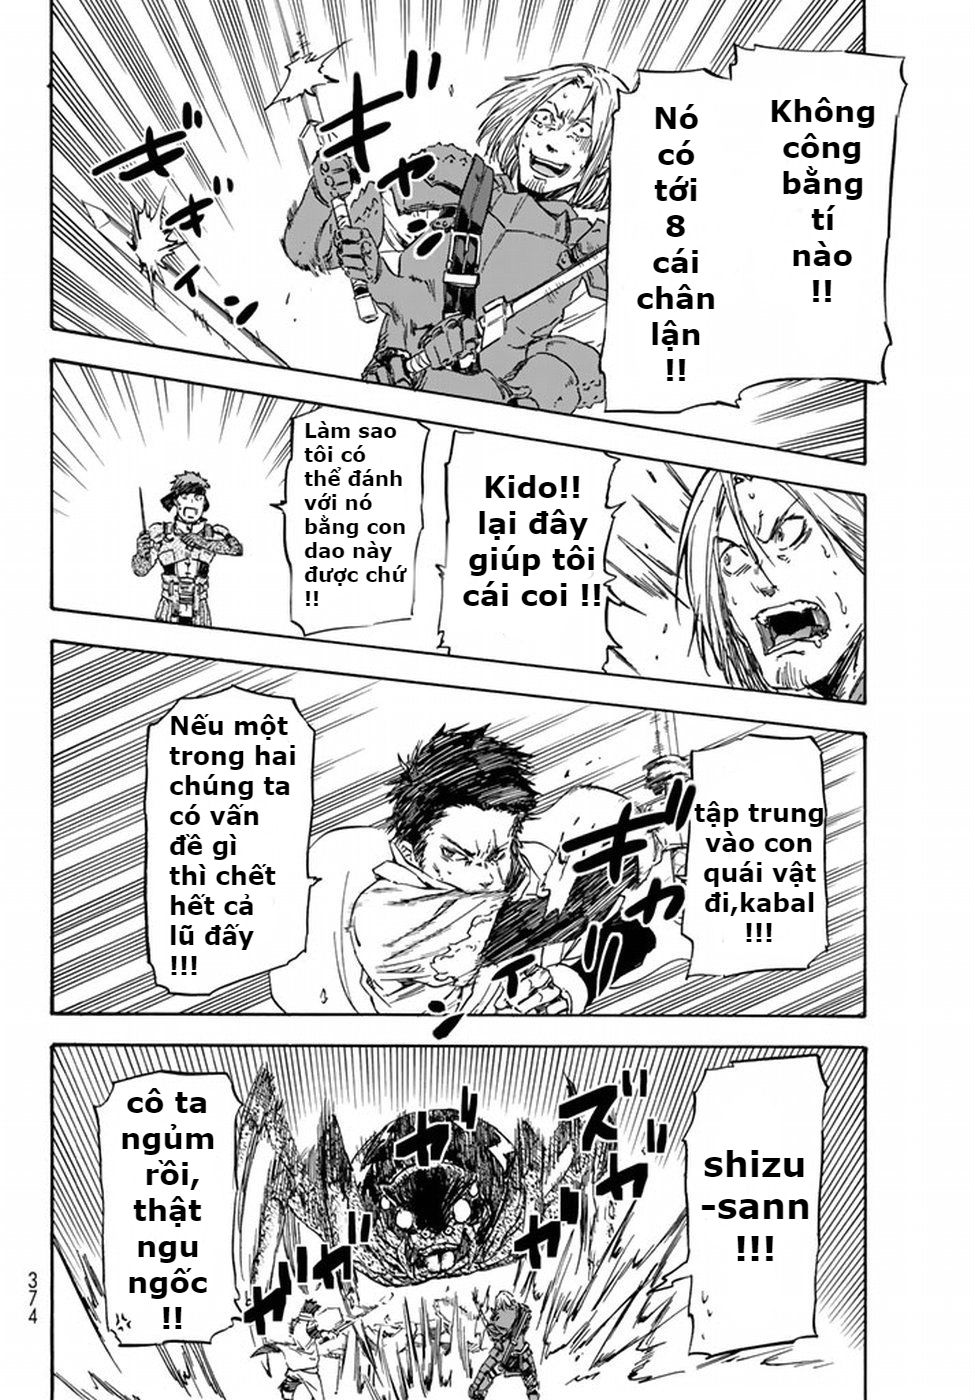 Không
công
bằng
tí
nào
!!
Nó
có
tới
8
cái
chân
lận
!!
Kido!!
lại đây
giúp tôi
cái coi !!
Làm sao
tôi có
thể đánh
với nó
bằng con
dao này
được chứ
!!
tập trung
vào con
quái vật
đi,kabal
!!!
Nếu một
trong hai
chúng ta
có vấn
đề gì
thì chết
hết cả
lũ đấy
!!!
shizu
-sann
!!!
cô ta
ngủm
rồi,
thật
ngu
ngốc
!!
374